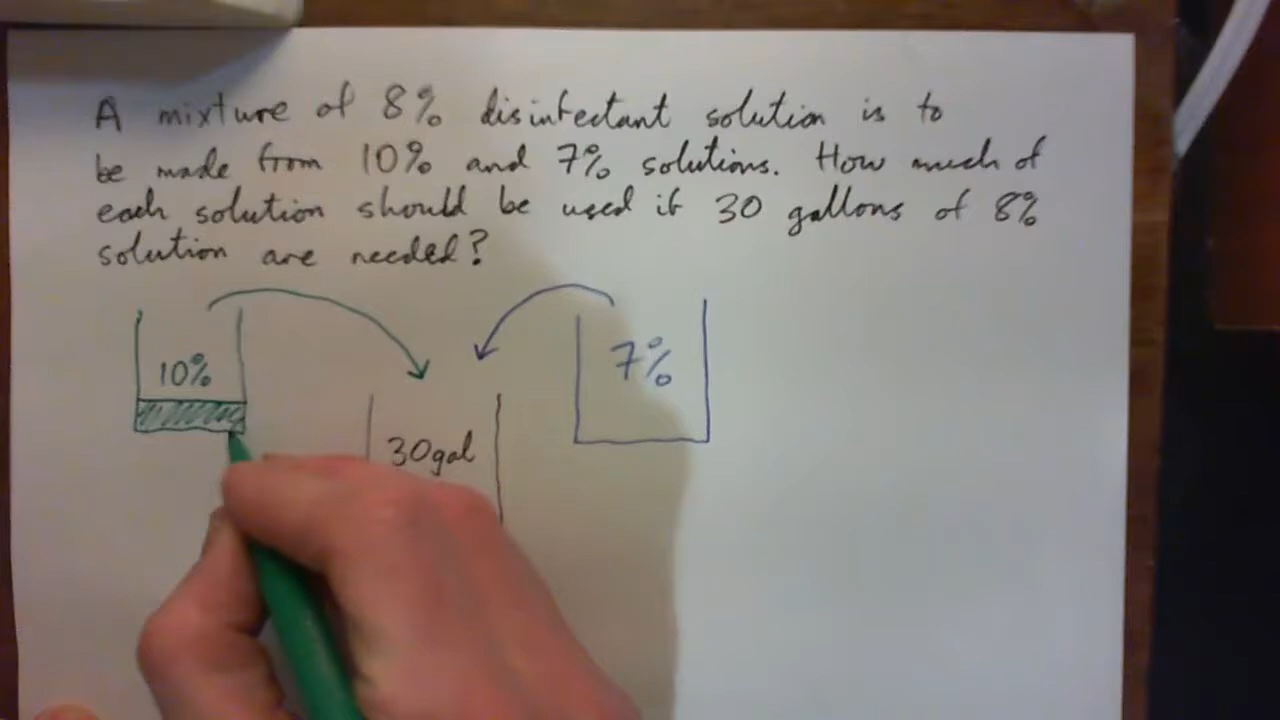 A mixture of 8% disinfectant solution is to
be made from 10% and 7% solutions. How much of
each solution should be used if 30 gallons of 8%
solution are needed?
10%
7%
30gal